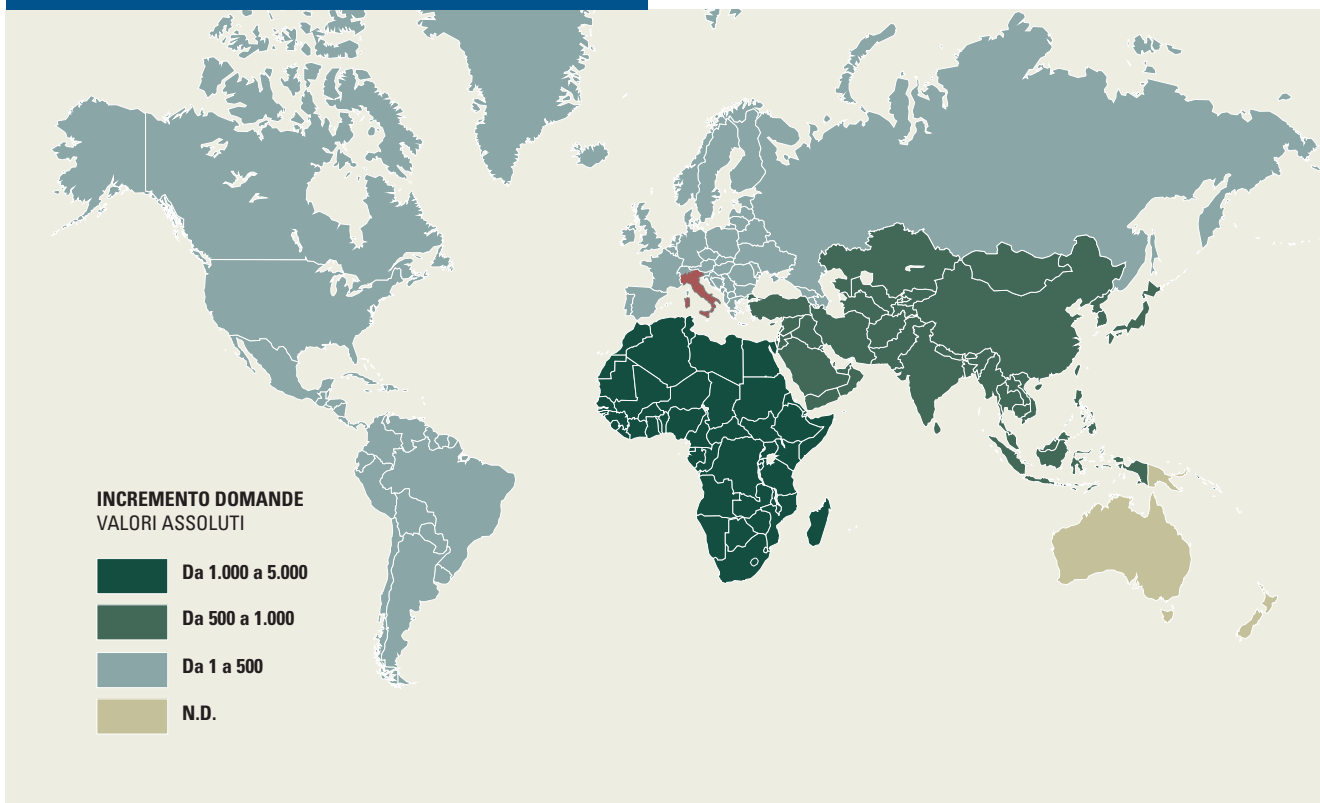 INCREMENTO DOMANDE
VALORI ASSOLUTI
Da 1.000 a 5.000
Da 500 a 1.000
Da 1 a 500
N.D.